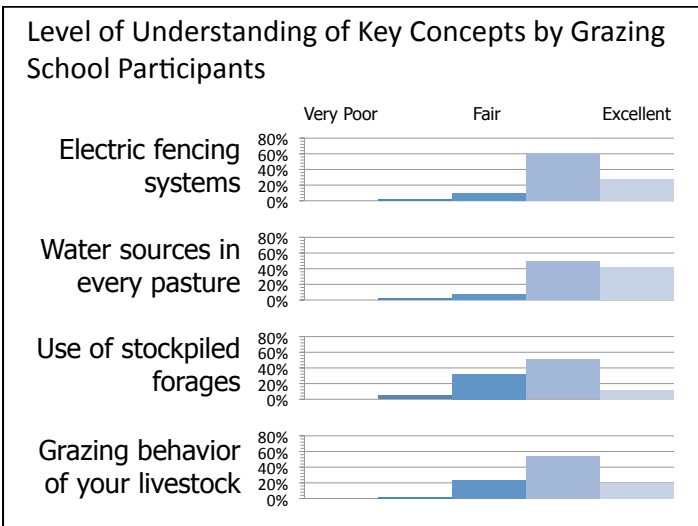 Level of Understanding of Key Concepts by Grazing
School Participants
Very Poor Fair Excellent
Electric fencing
systems
80%
60%
40%
20%
0%
Water sources in
every pasture
80%
60%
40%
20%
0%
Use of stockpiled
forages
80%
60%
40%
20%
0%
Grazing behavior
of your livestock
80%
60%
40%
20%
0%